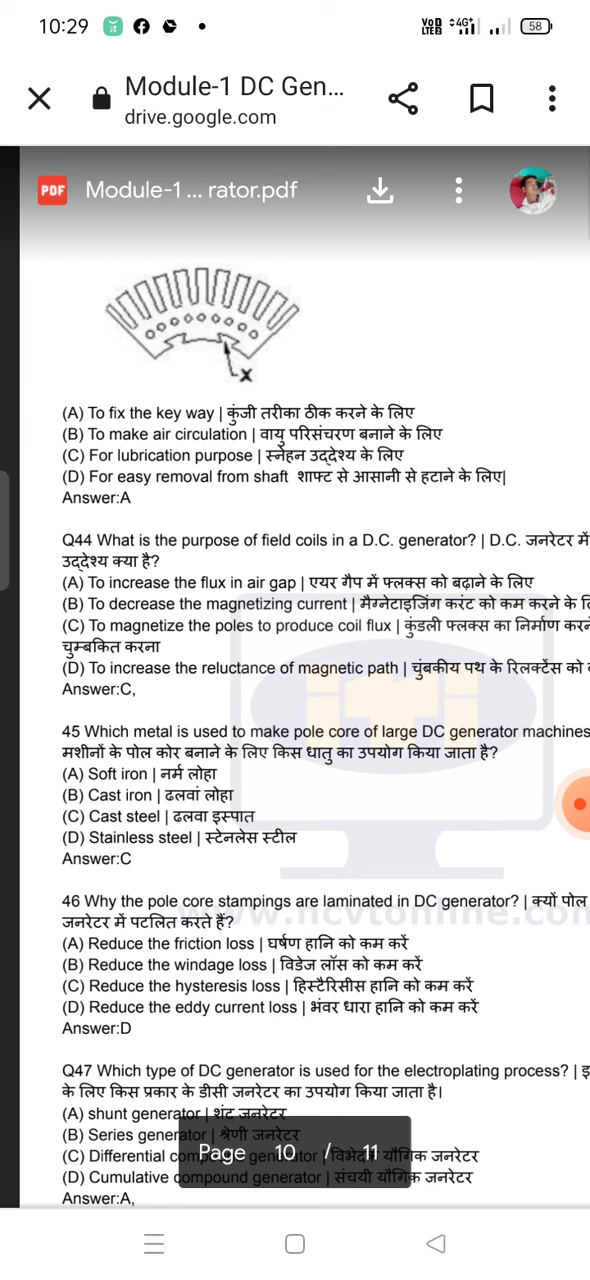 10:29
Vo D LTE 2 4G+ 58
Module-1 DC Gen...
drive.google.com
PDF Module-1 ... rator.pdf
X
(A) To fix the key way | कुंजी तरीका ठीक करने के लिए
(B) To make air circulation | वायु परिसंचरण बनाने के लिए
(C) For lubrication purpose | स्नेहन उद्देश्य के लिए
(D) For easy removal from shaft शाफ्ट से आसानी से हटाने के लिए|
Answer:A
Q44 What is the purpose of field coils in a D.C. generator? | D.C. जनरेटर में
उद्देश्य क्या है?
(A) To increase the flux in air gap | एयर गैप में फ्लक्स को बढ़ाने के लिए
(B) To decrease the magnetizing current | मैग्नेटाइजिंग करंट को कम करने के
(C) To magnetize the poles to produce coil flux | कुंडली फ्लक्स का निर्माण करने
चुम्बकित करना
(D) To increase the reluctance of magnetic path | चुंबकीय पथ के रिलक्टेंस को
Answer:C,
45 Which metal is used to make pole core of large DC generator machines
मशीनों के पोल कोर बनाने के लिए किस धातु का उपयोग किया जाता है?
(A) Soft iron | नर्म लोहा
(B) Cast iron | ढलवां लोहा
(C) Cast steel | ढलवा इस्पात
(D) Stainless steel | स्टेनलेस स्टील
Answer:C
46 Why the pole core stampings are laminated in DC generator? | क्यों पोल
जनरेटर में पटलित करते हैं?
(A) Reduce the friction loss | घर्षण हानि को कम करें
(B) Reduce the windage loss | विंडेज लॉस को कम करें
(C) Reduce the hysteresis loss | हिस्टैरिसीस हानि को कम करें
(D) Reduce the eddy current loss | भंवर धारा हानि को कम करें
Answer:D
Q47 Which type of DC generator is used for the electroplating process? |
के लिए किस प्रकार के डीसी जनरेटर का उपयोग किया जाता है।
(A) shunt generator | शंट जनरेटर
(B) Series generator | श्रेणी जनरेटर
(C) Differential compound generator | विभेदी यौगिक जनरेटर
(D) Cumulative compound generator | संचयी यौगिक जनरेटर
Page 10 / 11
Answer:A,